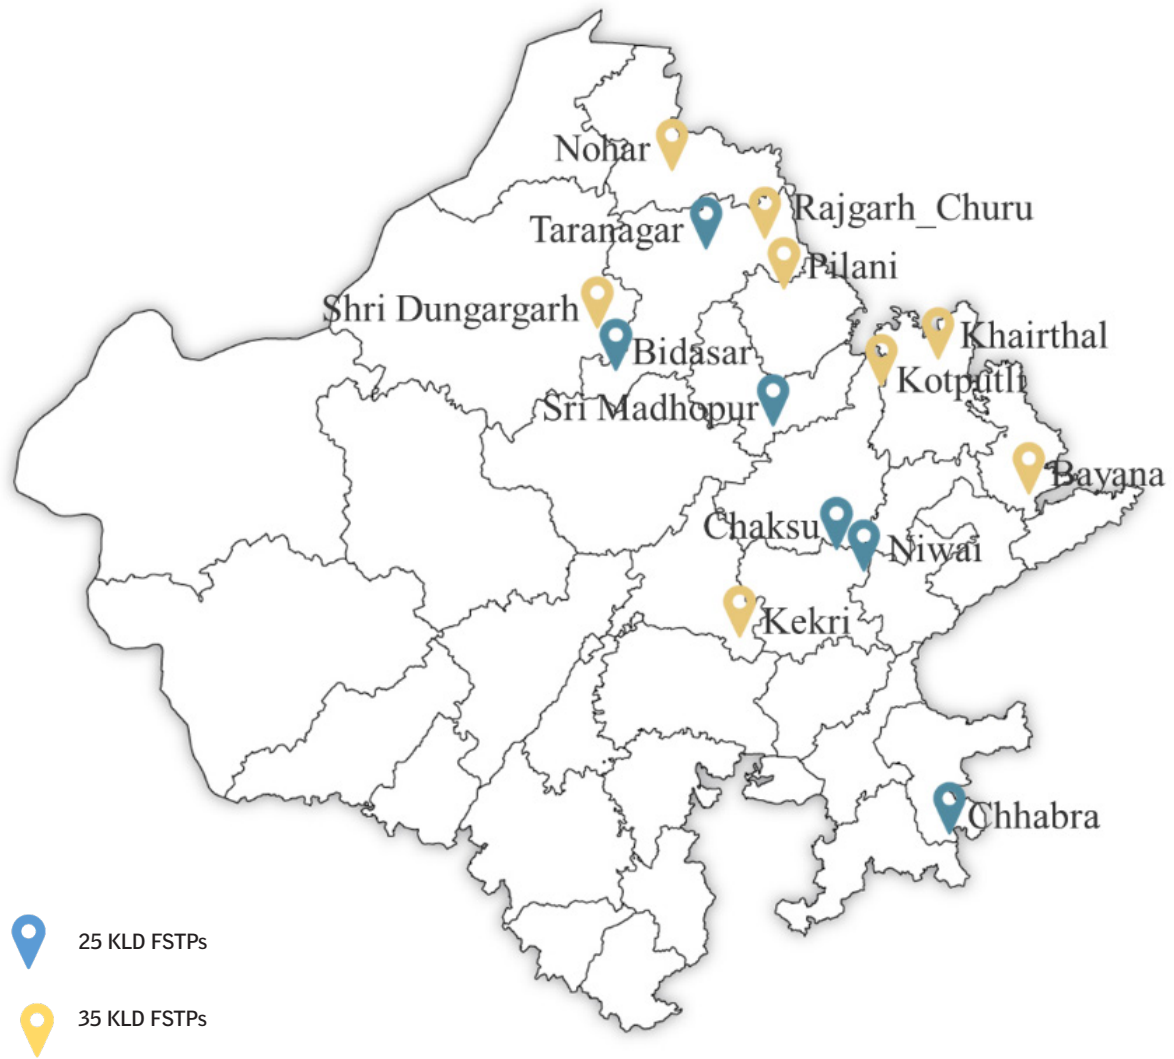 Nohar
Rajgarh_Churu
Taranagar
Pilani
Shri Dungargarh
Khairthal
Bidasar
Kotputli
Sri Madhopur
Bayana
Chaksu
Niwai
Kekri
Chhabra
25 KLD FSTPs
35 KLD FSTPs